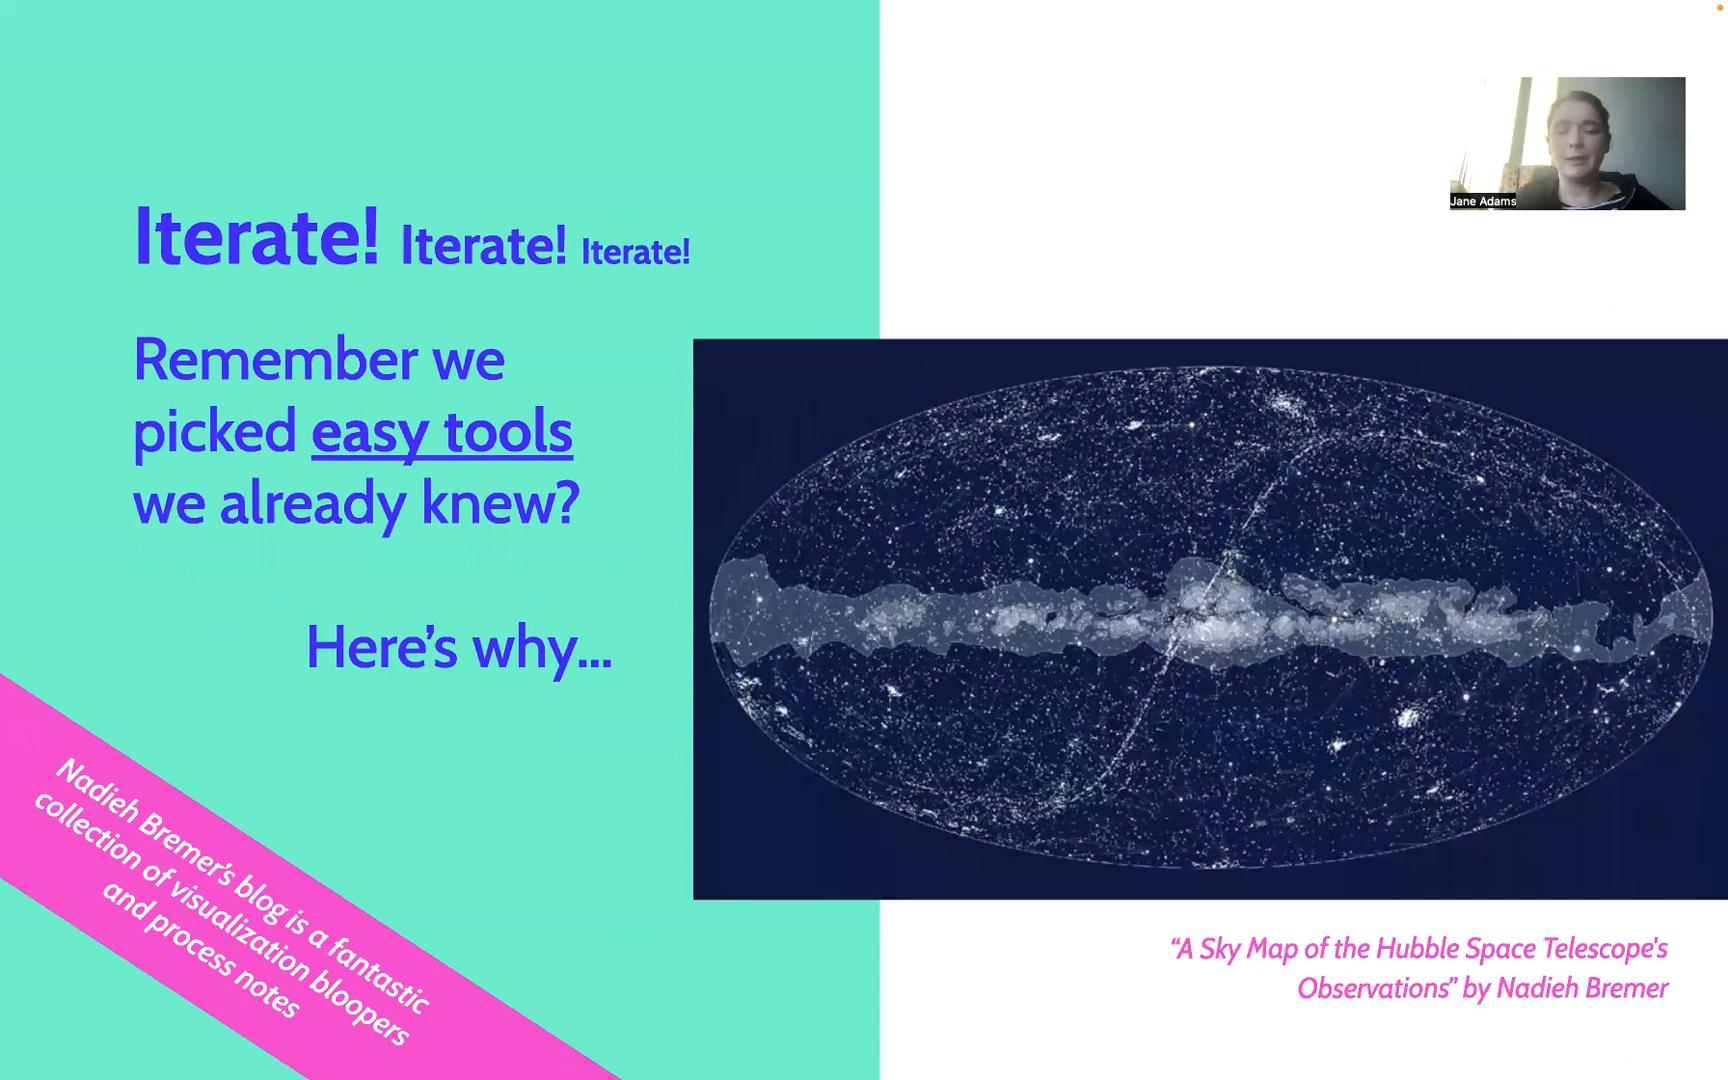 Iterate! Iterate! Iterate!
Remember we
picked easy tools
we already knew?
Here’s why...
Nadieh Bremer's blog is a fantastic
collection of visualization bloopers
and process notes
Jane Adams
“A Sky Map of the Hubble Space Telescope's
Observations” by Nadieh Bremer